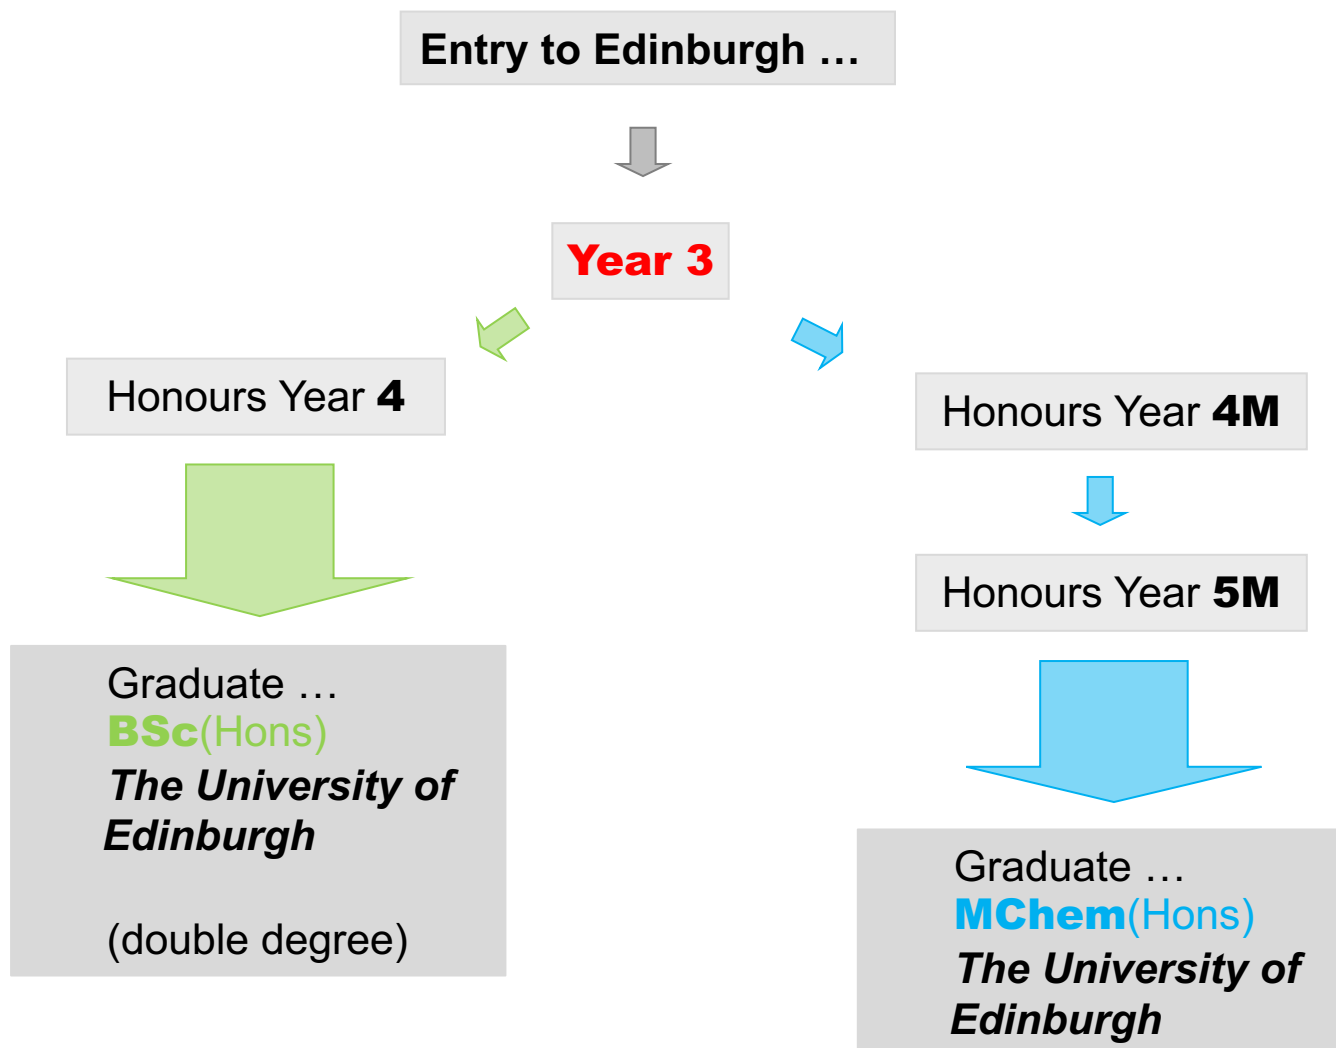 Entry to Edinburgh …
Year 3
Honours Year 4
Honours Year 4M
Honours Year 5M
Graduate …
BSc(Hons)
The University of
Edinburgh
(double degree)
Graduate …
MChem(Hons)
The University of
Edinburgh